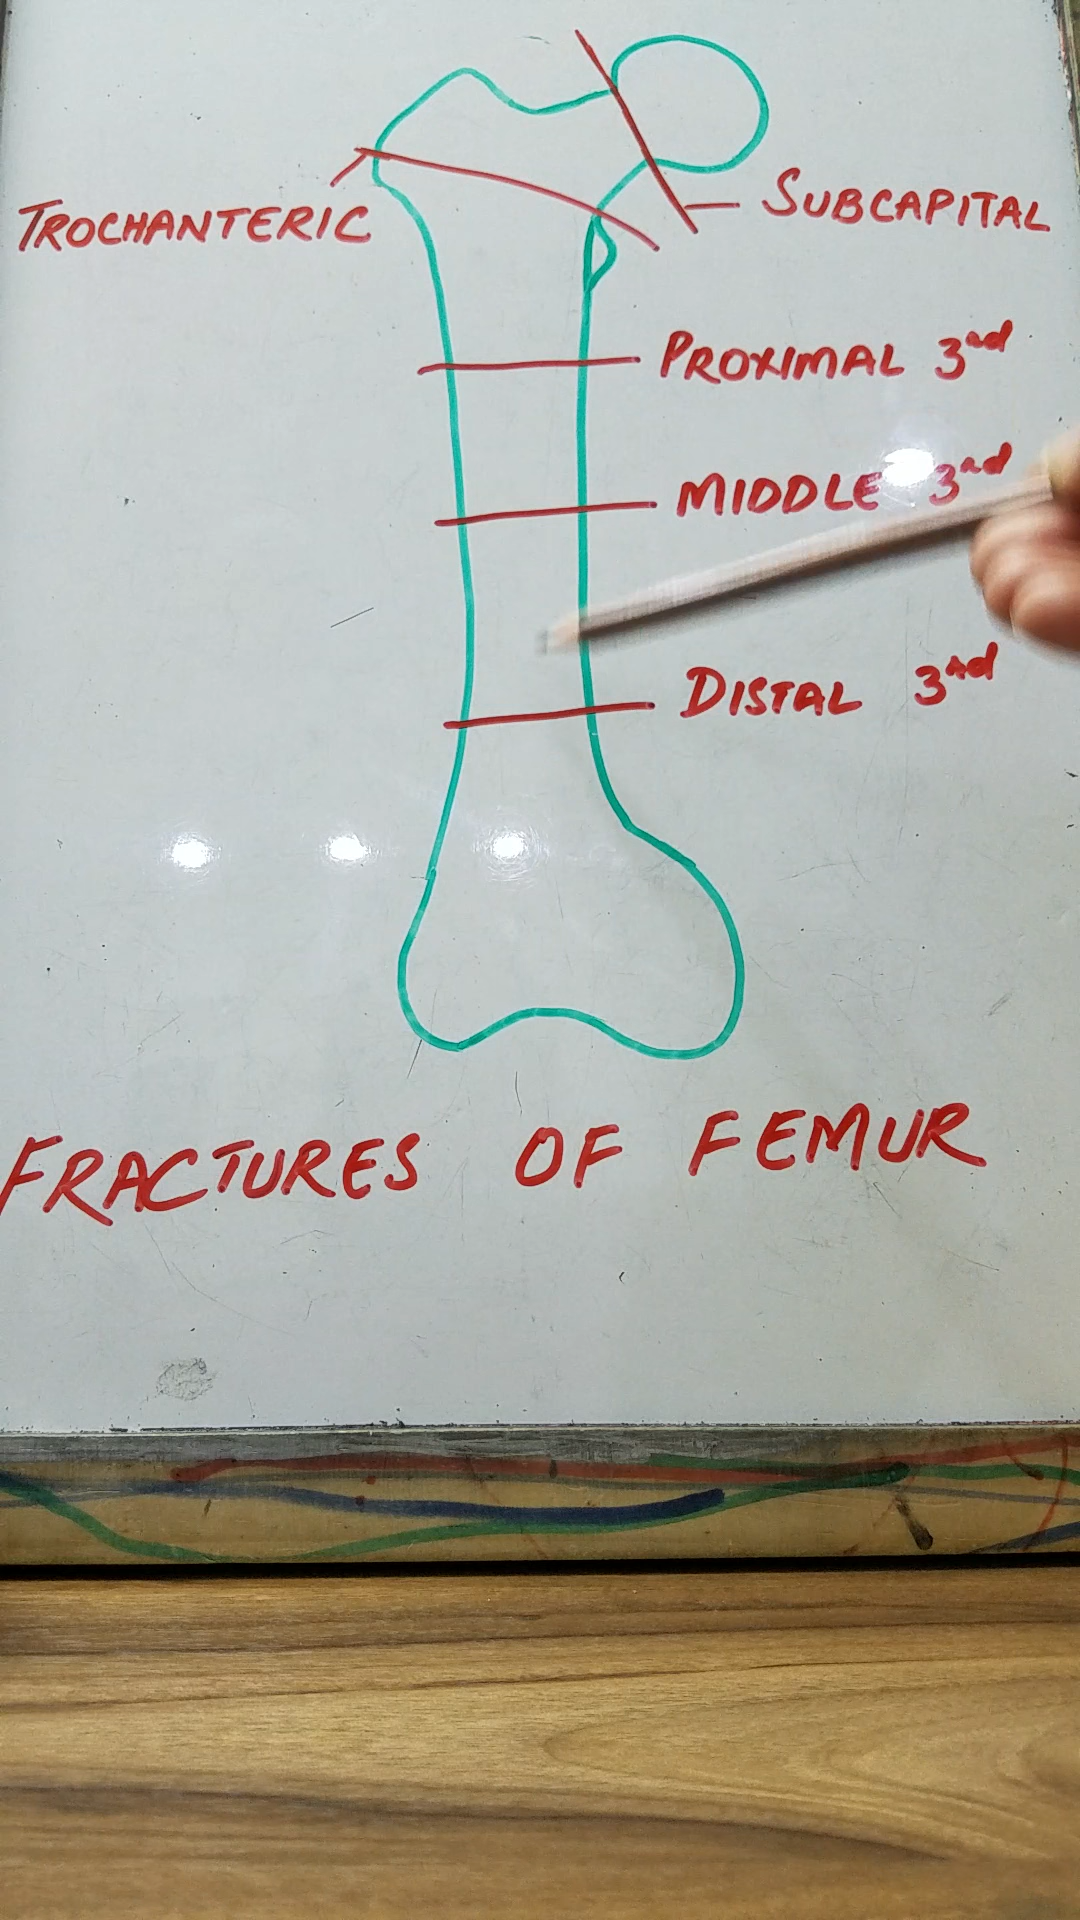 TROCHANTERIC
SUBCAPITAL
PROXIMAL 3rd
MIDDLE 3rd
DISTAL 3rd
FRACTURES OF FEMUR